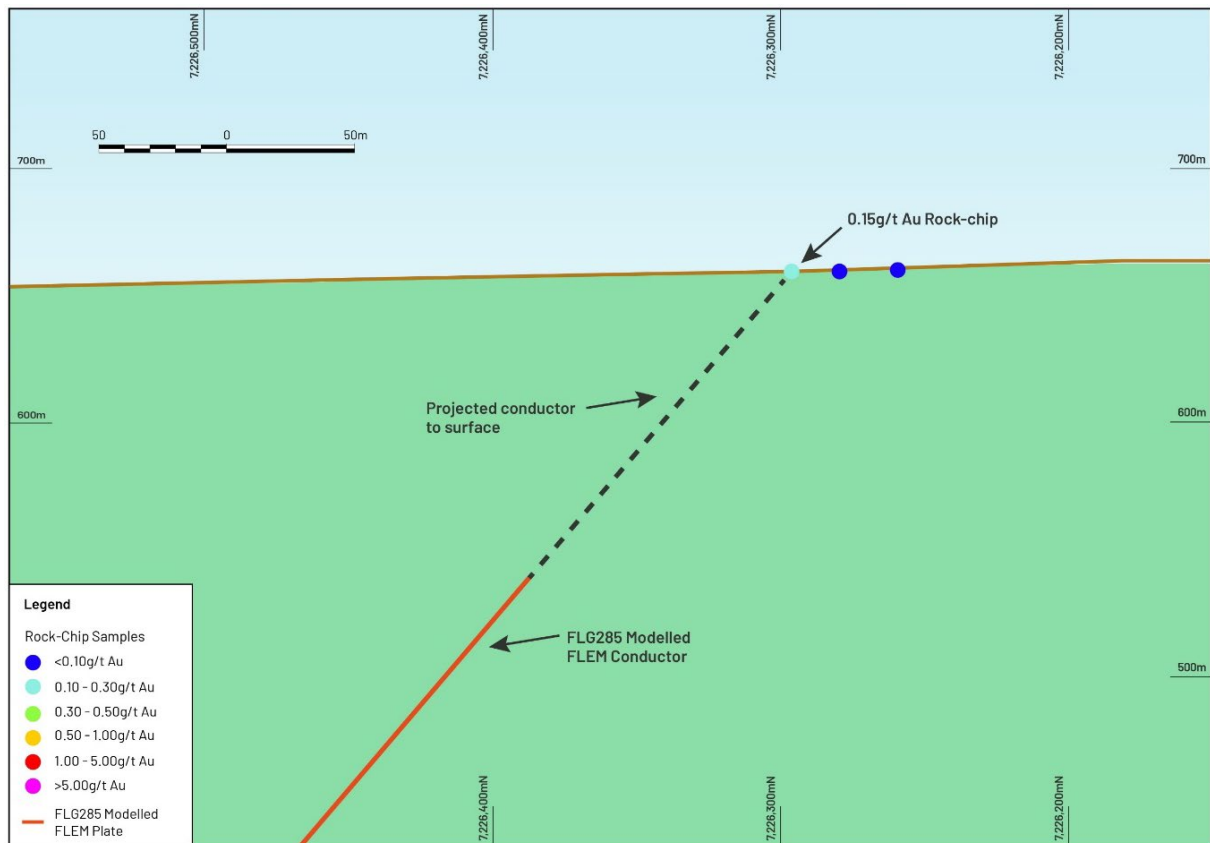 7,226,500mN
7,226,400mN
7,226,300mN
7,226,200mN
50 0 50m
700m
700m
0.15g/t Au Rock-chip
Projected conductor
to surface
600m
600m
FLG285 Modelled
FLEM Conductor
500m
Legend
Rock-Chip Samples
<0.10g/t Au
0.10 - 0.30g/t Au
0.30 - 0.50g/t Au
0.50 - 1.00g/t Au
1.00 - 5.00g/t Au
>5.00g/t Au
FLG285 Modelled
FLEM Plate
7,226,400mN
7,226,300mN
7,226,200mN